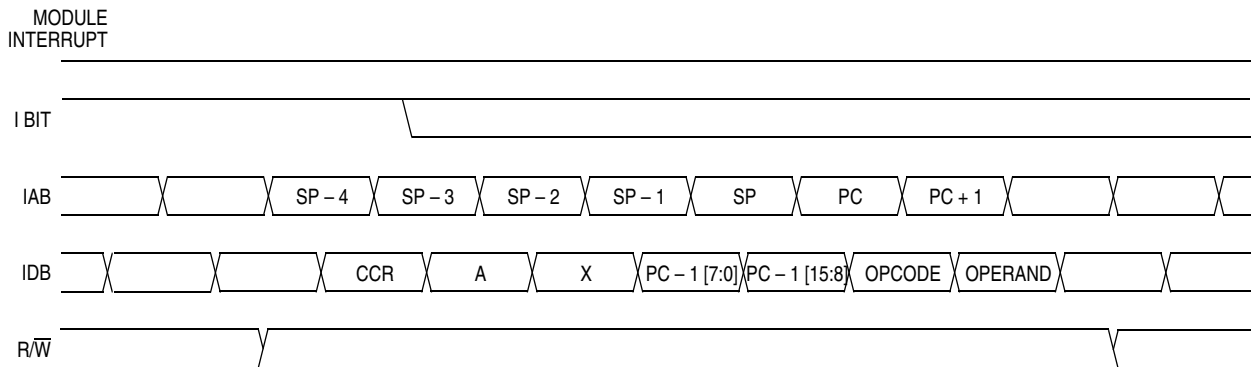 MODULE
INTERRUPT
I BIT
IAB SP – 4 SP – 3 SP – 2 SP – 1 SP PC PC + 1
IDB CCR A X PC – 1 [7:0] PC – 1 [15:8] OPCODE OPERAND
R/W̅